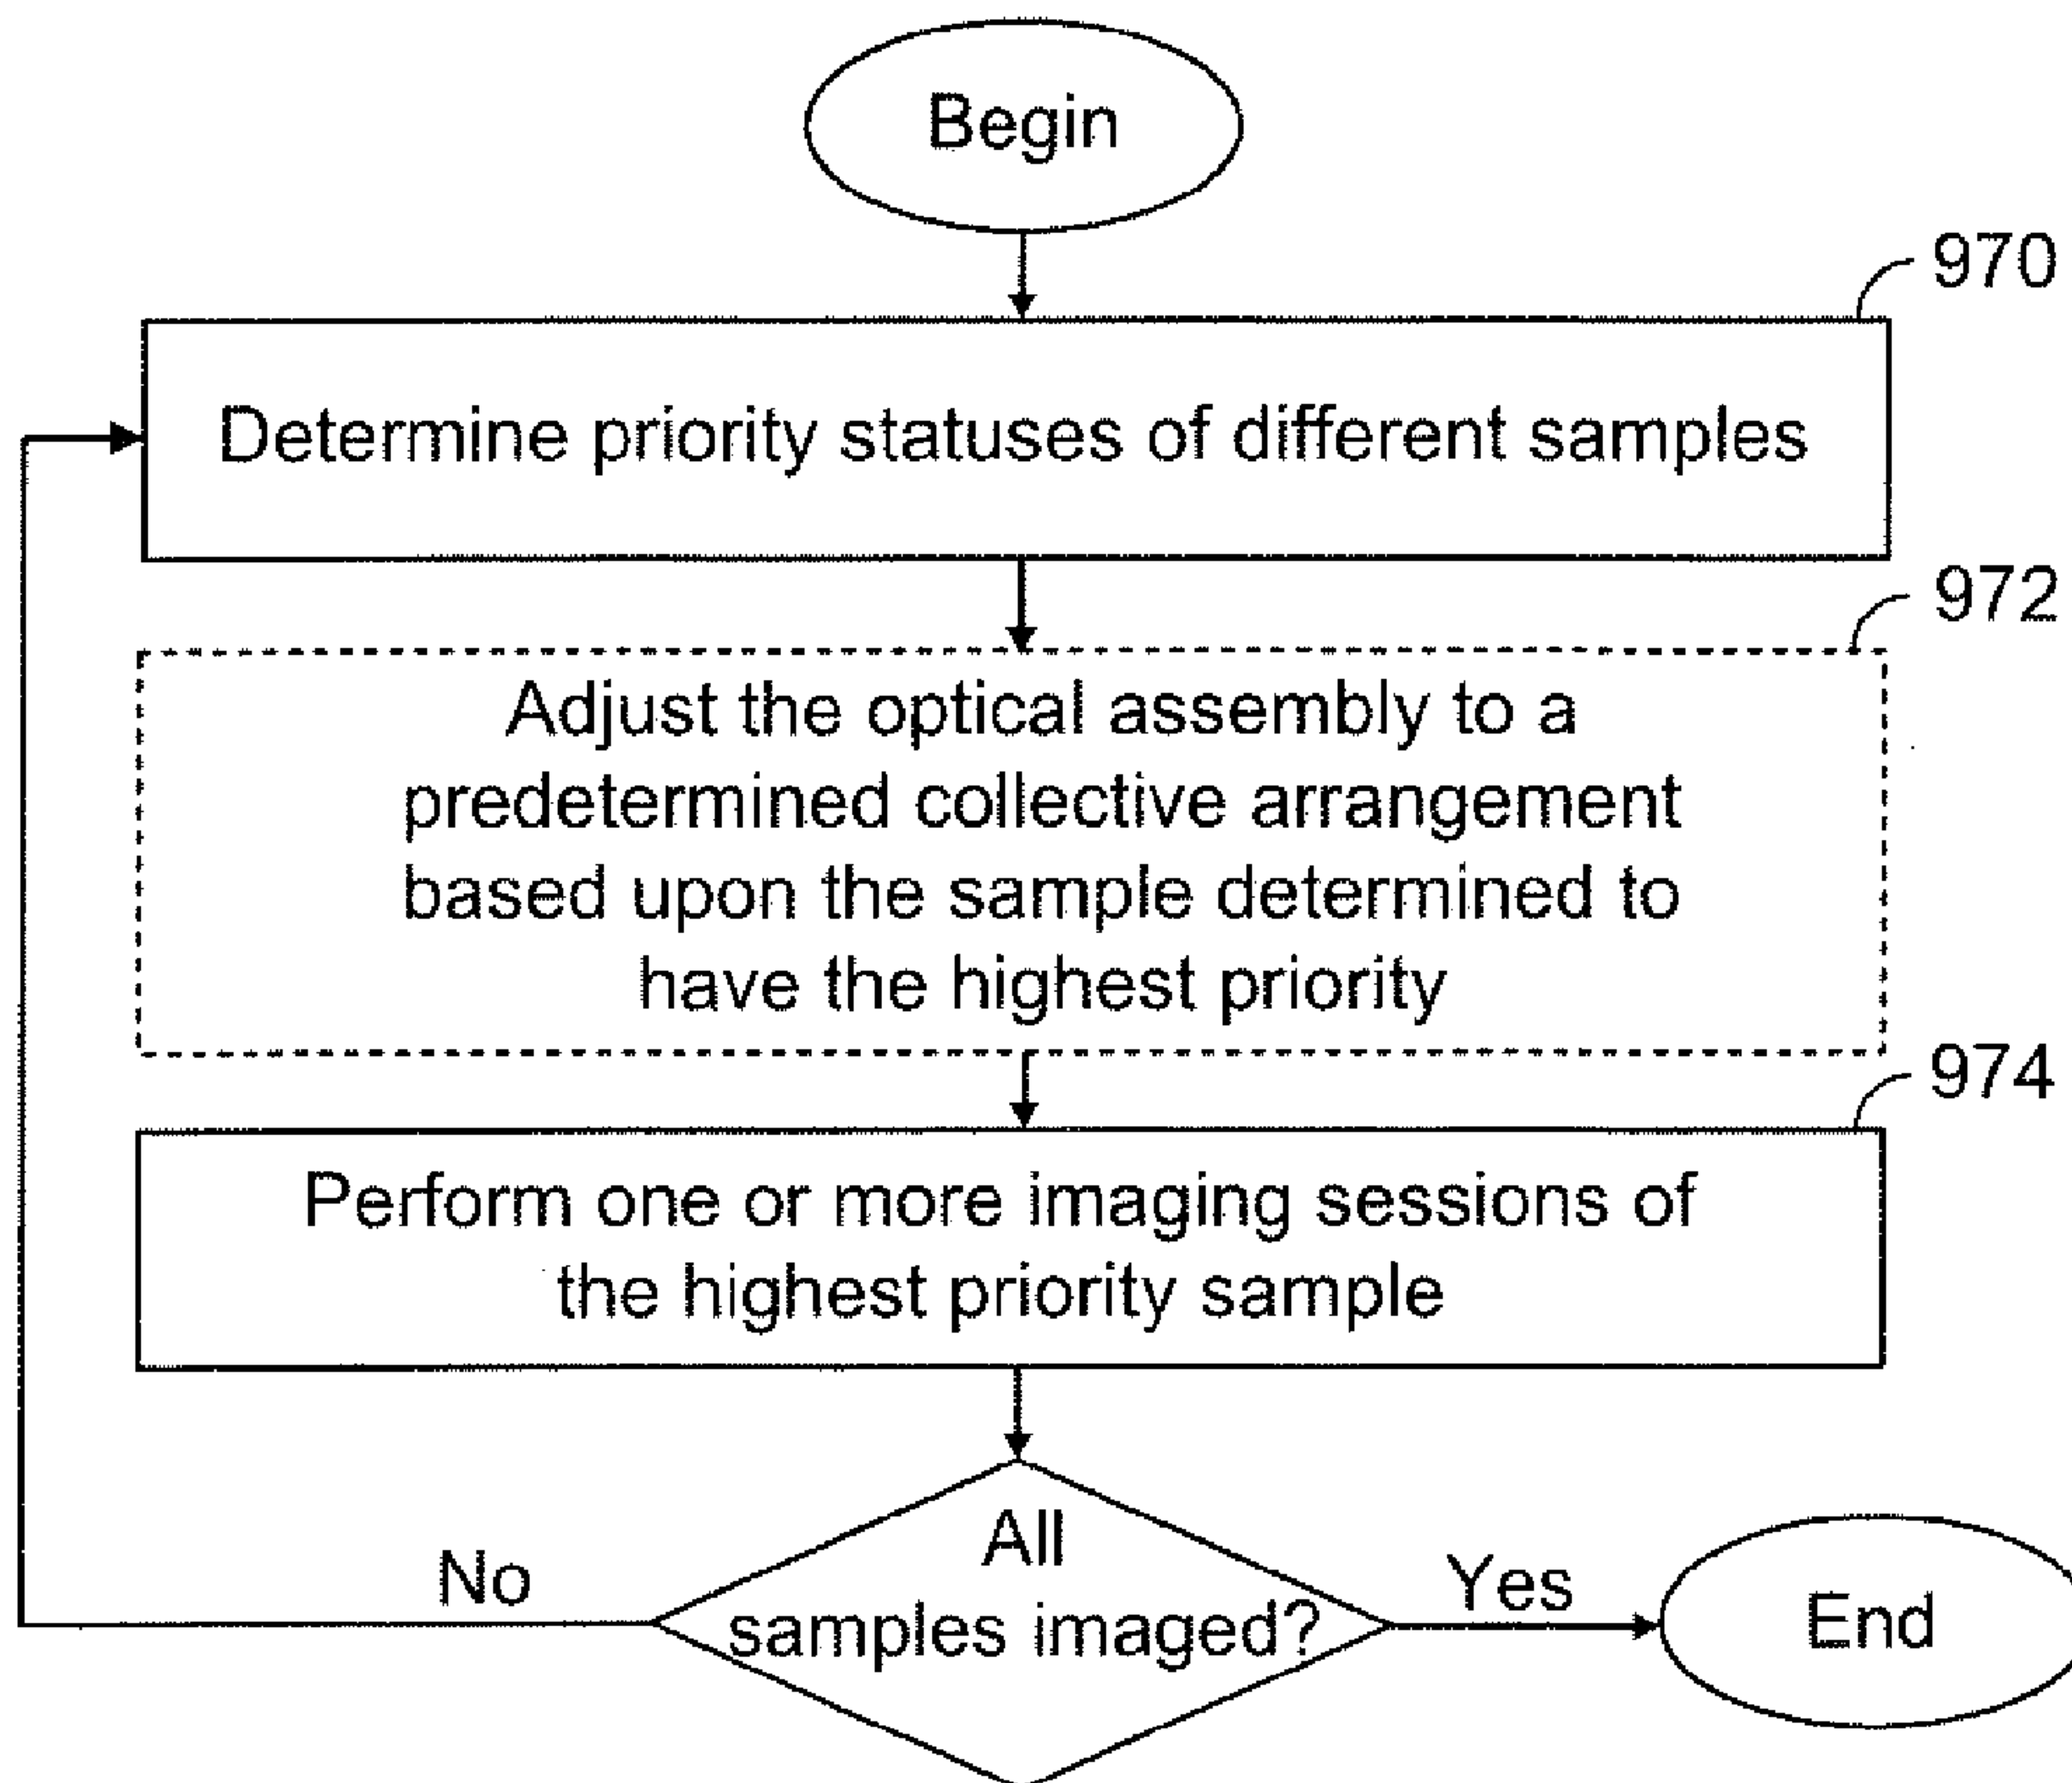 Begin
970
Determine priority statuses of different samples
972
Adjust the optical assembly to a
predetermined collective arrangement
based upon the sample determined to
have the highest priority
974
Perform one or more imaging sessions of
the highest priority sample
All
samples imaged?
No
Yes
End